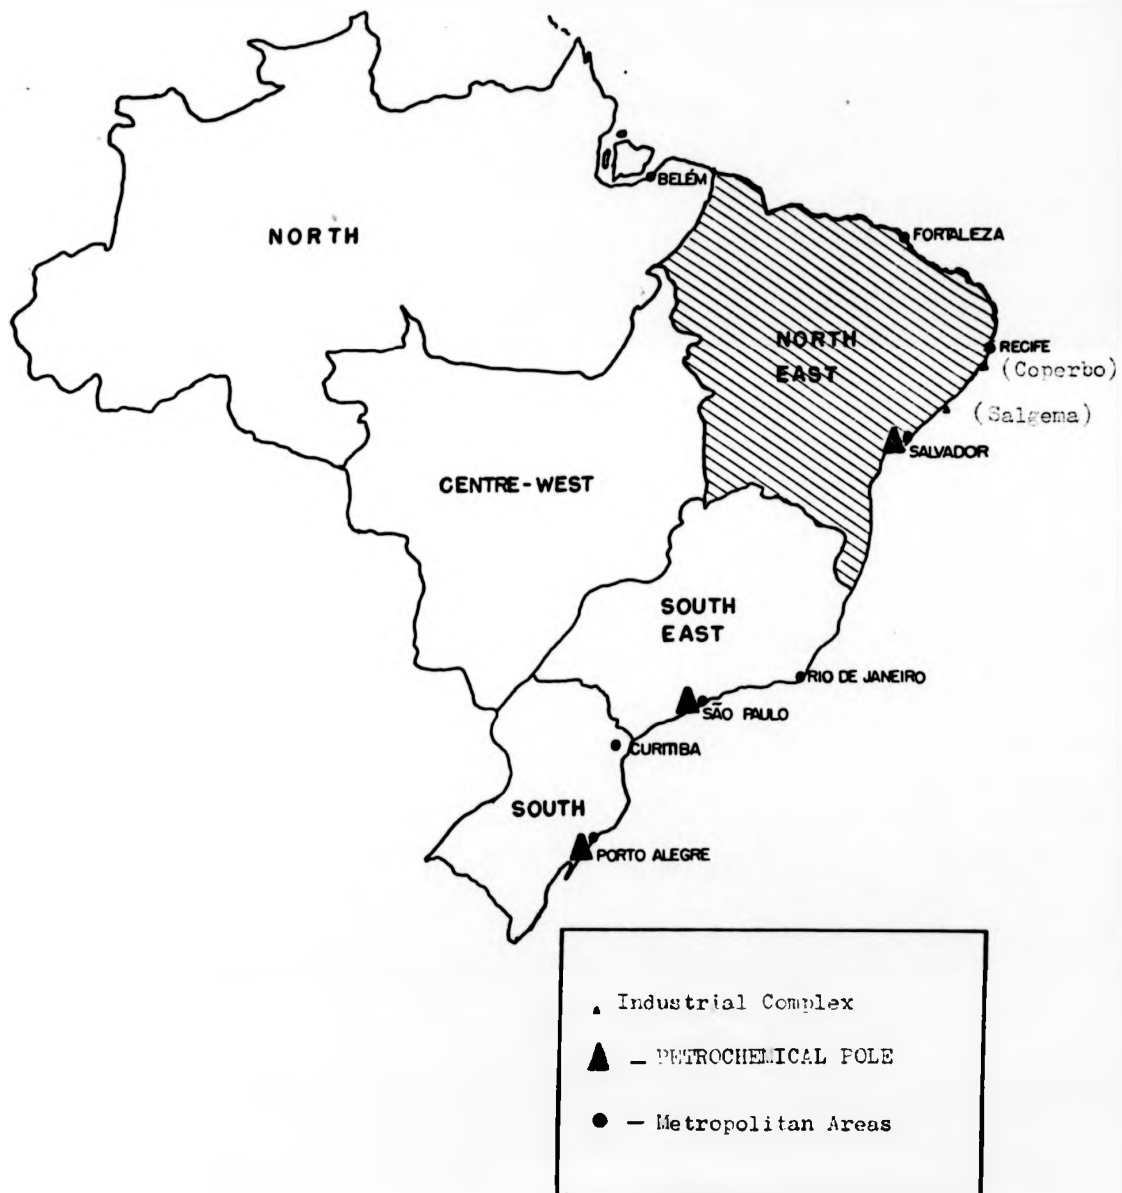 BELÉM
NORTH
FORTALEZA
NORTH
EAST
RECIFE
(Coperbo)
(Salgema)
SALVADOR
CENTRE-WEST
SOUTH
EAST
RIO DE JANEIRO
SÃO PAULO
CURITIBA
SOUTH
PORTO ALEGRE
Industrial Complex
— PETROCHEMICAL POLE
— Metropolitan Areas